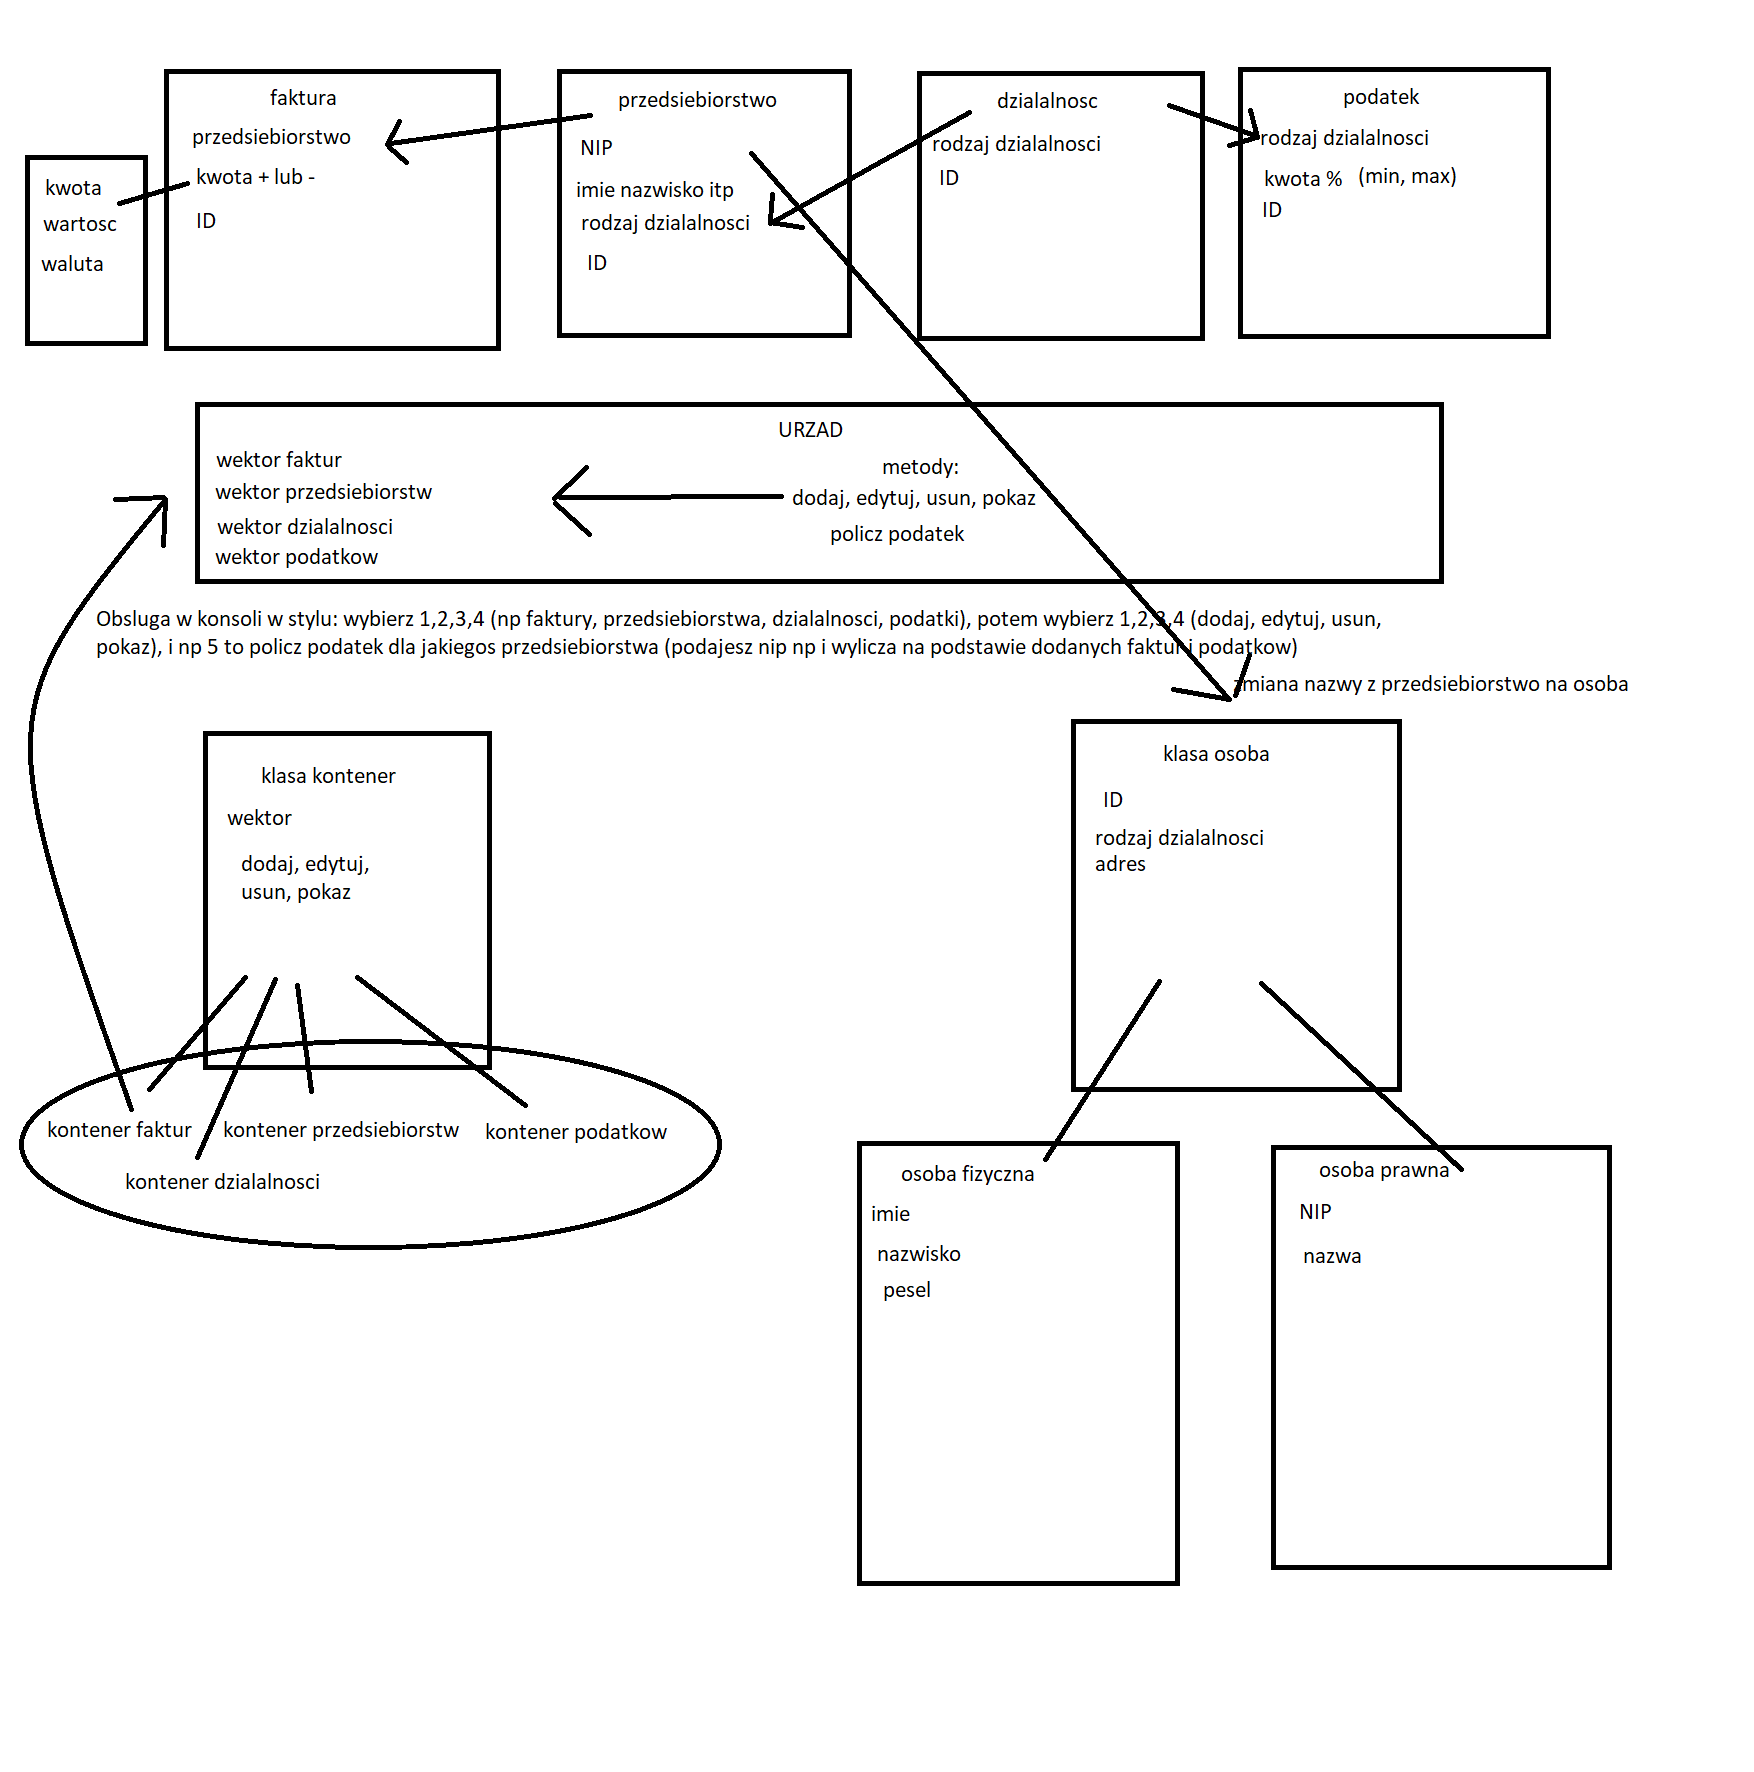 faktura
przedsiebiorstwo
kwota + lub -
ID
kwota
wartosc
waluta
przedsiebiorstwo
NIP
imie nazwisko itp
rodzaj dzialalnosci
ID
dzialalnosc
rodzaj dzialalnosci
ID
podatek
rodzaj dzialalnosci
kwota % (min, max)
ID
URZAD
wektor faktur
wektor przedsiebiorstw
wektor dzialalnosci
wektor podatkow
metody:
dodaj, edytuj, usun, pokaz
policz podatek
Obsluga w konsoli w stylu: wybierz 1,2,3,4 (np faktury, przedsiebiorstwa, dzialalnosci, podatki), potem wybierz 1,2,3,4 (dodaj, edytuj, usun,
pokaz), i np 5 to policz podatek dla jakiegos przedsiebiorstwa (podajesz nip np i wylicza na podstawie dodanych faktur i podatkow)
zmiana nazwy z przedsiebiorstwo na osoba
klasa kontener
wektor
dodaj, edytuj,
usun, pokaz
kontener faktur
kontener przedsiebiorstw
kontener podatkow
kontener dzialalnosci
klasa osoba
ID
rodzaj dzialalnosci
adres
osoba fizyczna
imie
nazwisko
pesel
osoba prawna
NIP
nazwa